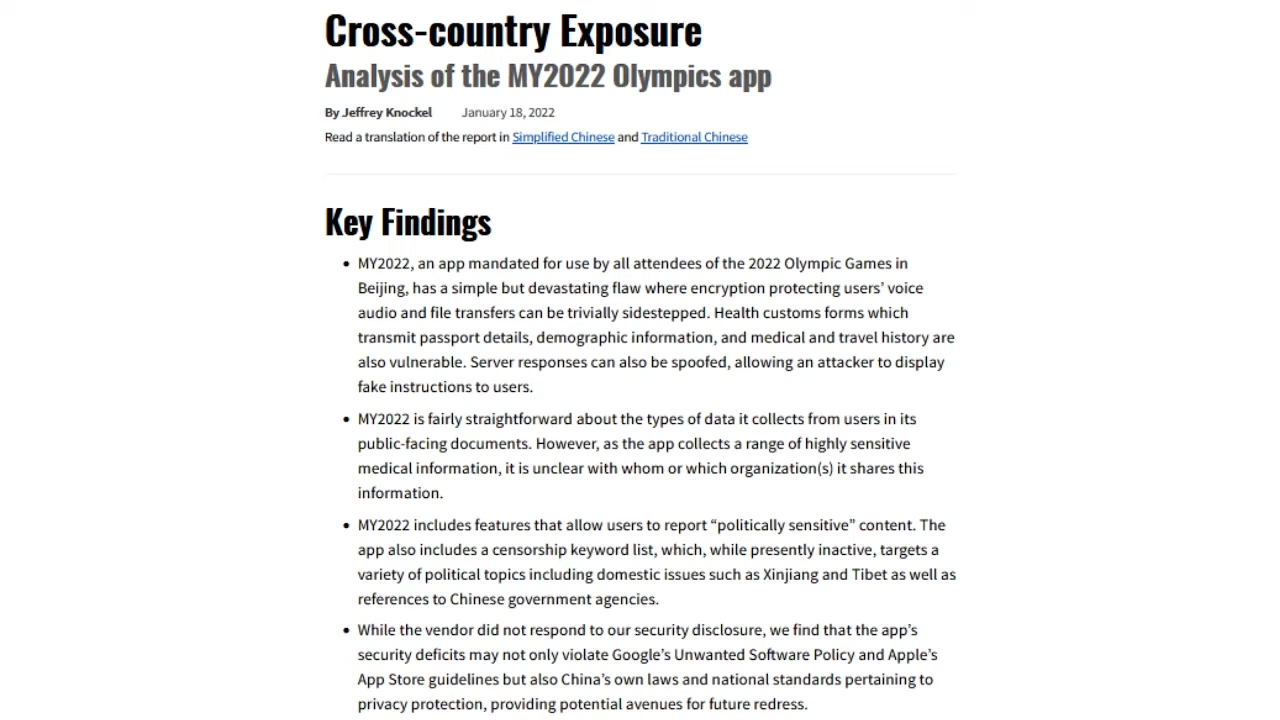 Cross-country Exposure
Analysis of the MY2022 Olympics app
By Jeffrey Knockel January 18, 2022
Read a translation of the report in Simplified Chinese and Traditional Chinese
Key Findings
• MY2022, an app mandated for use by all attendees of the 2022 Olympic Games in
Beijing, has a simple but devastating flaw where encryption protecting users’ voice
audio and file transfers can be trivially sidestepped. Health customs forms which
transmit passport details, demographic information, and medical and travel history are
also vulnerable. Server responses can also be spoofed, allowing an attacker to display
fake instructions to users.
• MY2022 is fairly straightforward about the types of data it collects from users in its
public-facing documents. However, as the app collects a range of highly sensitive
medical information, it is unclear with whom or which organization(s) it shares this
information.
• MY2022 includes features that allow users to report “politically sensitive” content. The
app also includes a censorship keyword list, which, while presently inactive, targets a
variety of political topics including domestic issues such as Xinjiang and Tibet as well as
references to Chinese government agencies.
• While the vendor did not respond to our security disclosure, we find that the app’s
security deficits may not only violate Google’s Unwanted Software Policy and Apple’s
App Store guidelines but also China’s own laws and national standards pertaining to
privacy protection, providing potential avenues for future redress.